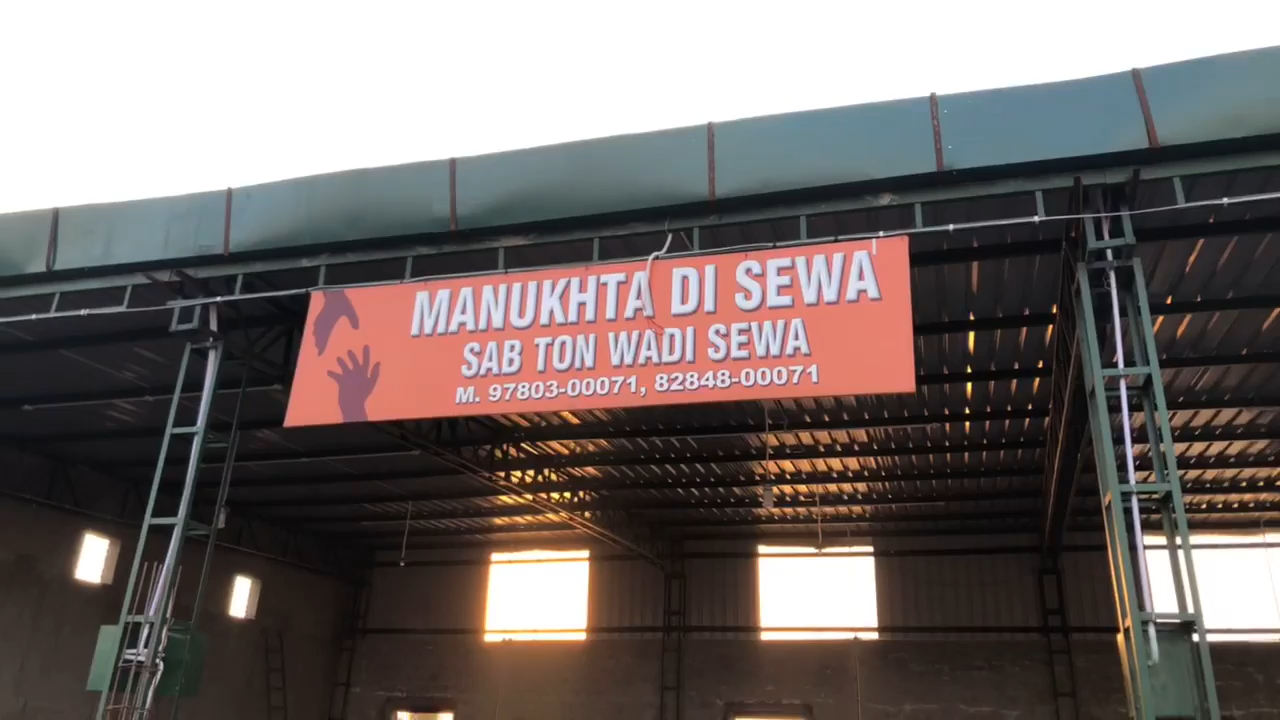 MANUKHTA DI SEWA
SAB TON WADI SEWA
M. 97803-00071, 82848-00071